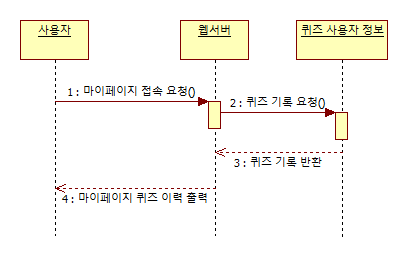 사용자
웹서버
퀴즈 사용자 정보
1 : 마이페이지 접속 요청()
2 : 퀴즈 기록 요청()
3 : 퀴즈 기록 반환
4 : 마이페이지 퀴즈 이력 출력